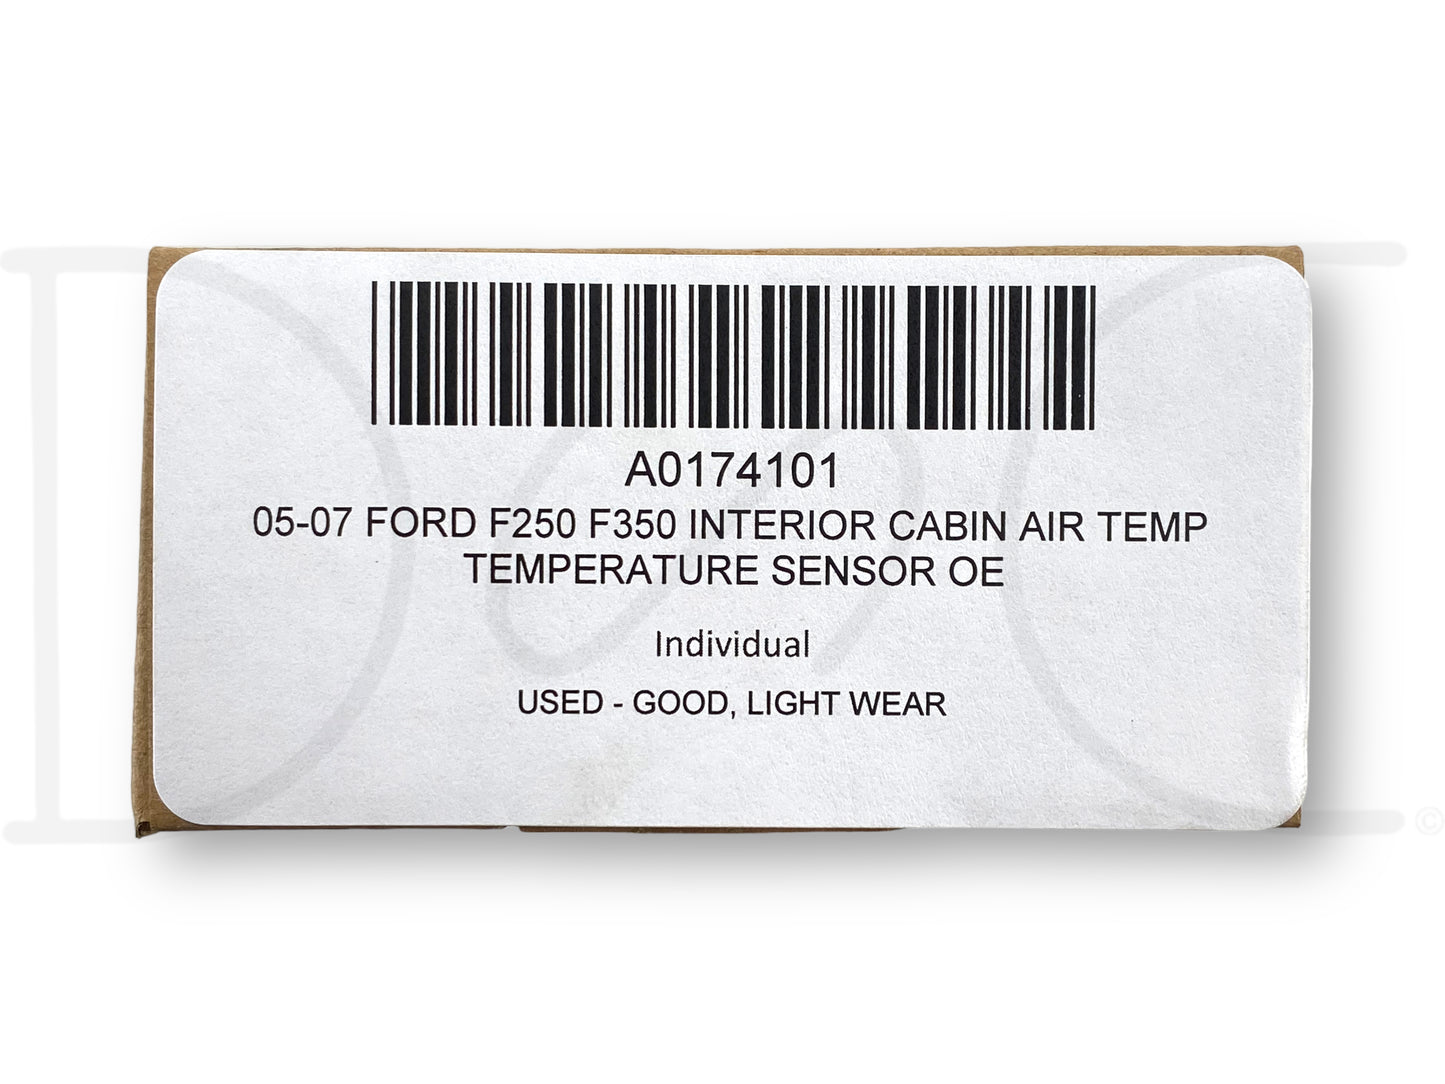 A0174101
05-07 FORD F250 F350 INTERIOR CABIN AIR TEMP
TEMPERATURE SENSOR OE
Individual
USED - GOOD, LIGHT WEAR
©